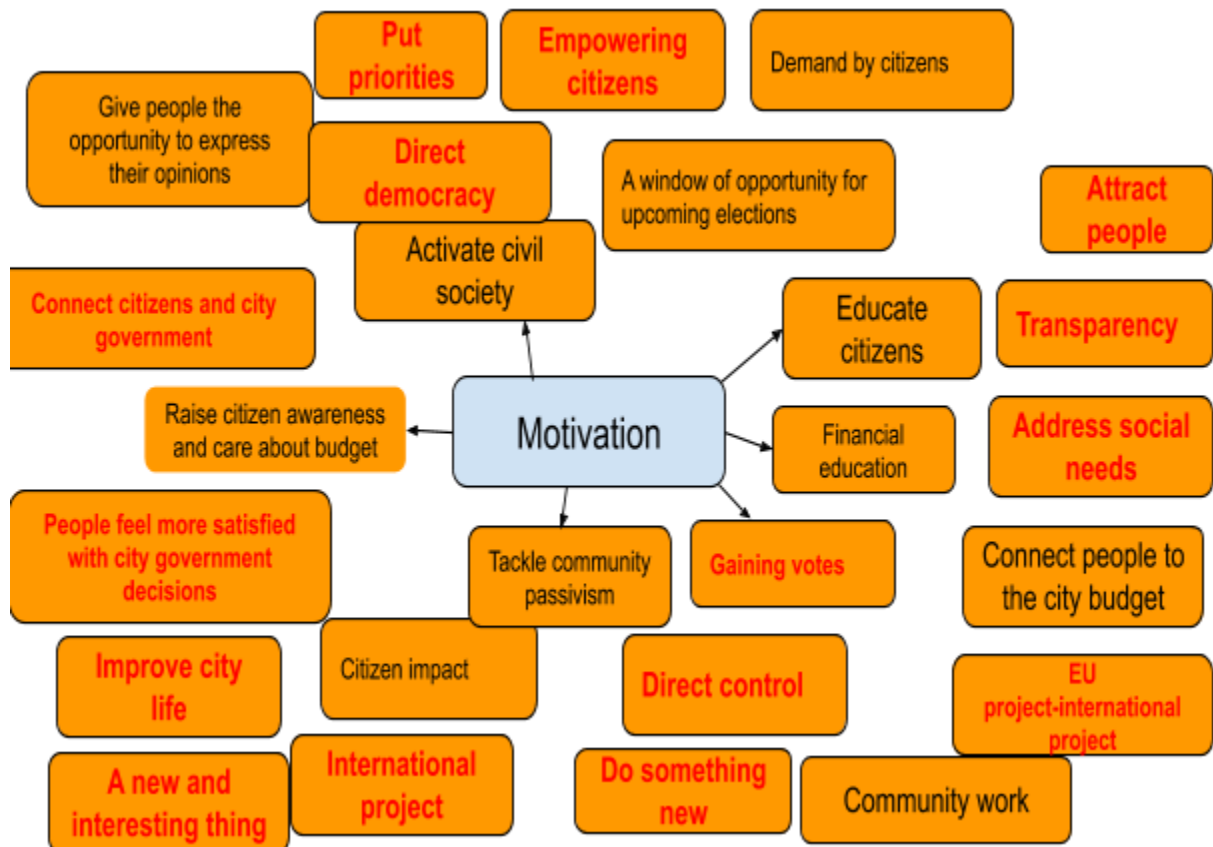 Put
priorities
Empowering
citizens
Demand by citizens
Give people the
opportunity to express
their opinions
Direct
democracy
A window of opportunity for
upcoming elections
Attract
people
Activate civil
society
Connect citizens and city
government
Educate
citizens
Transparency
Raise citizen awareness
and care about budget
Motivation
Financial
education
Address social
needs
People feel more satisfied
with city government
decisions
Tackle community
passivism
Gaining votes
Connect people to
the city budget
Improve city
life
Citizen impact
Direct control
EU
project-international
project
A new and
interesting thing
International
project
Do something
new
Community work